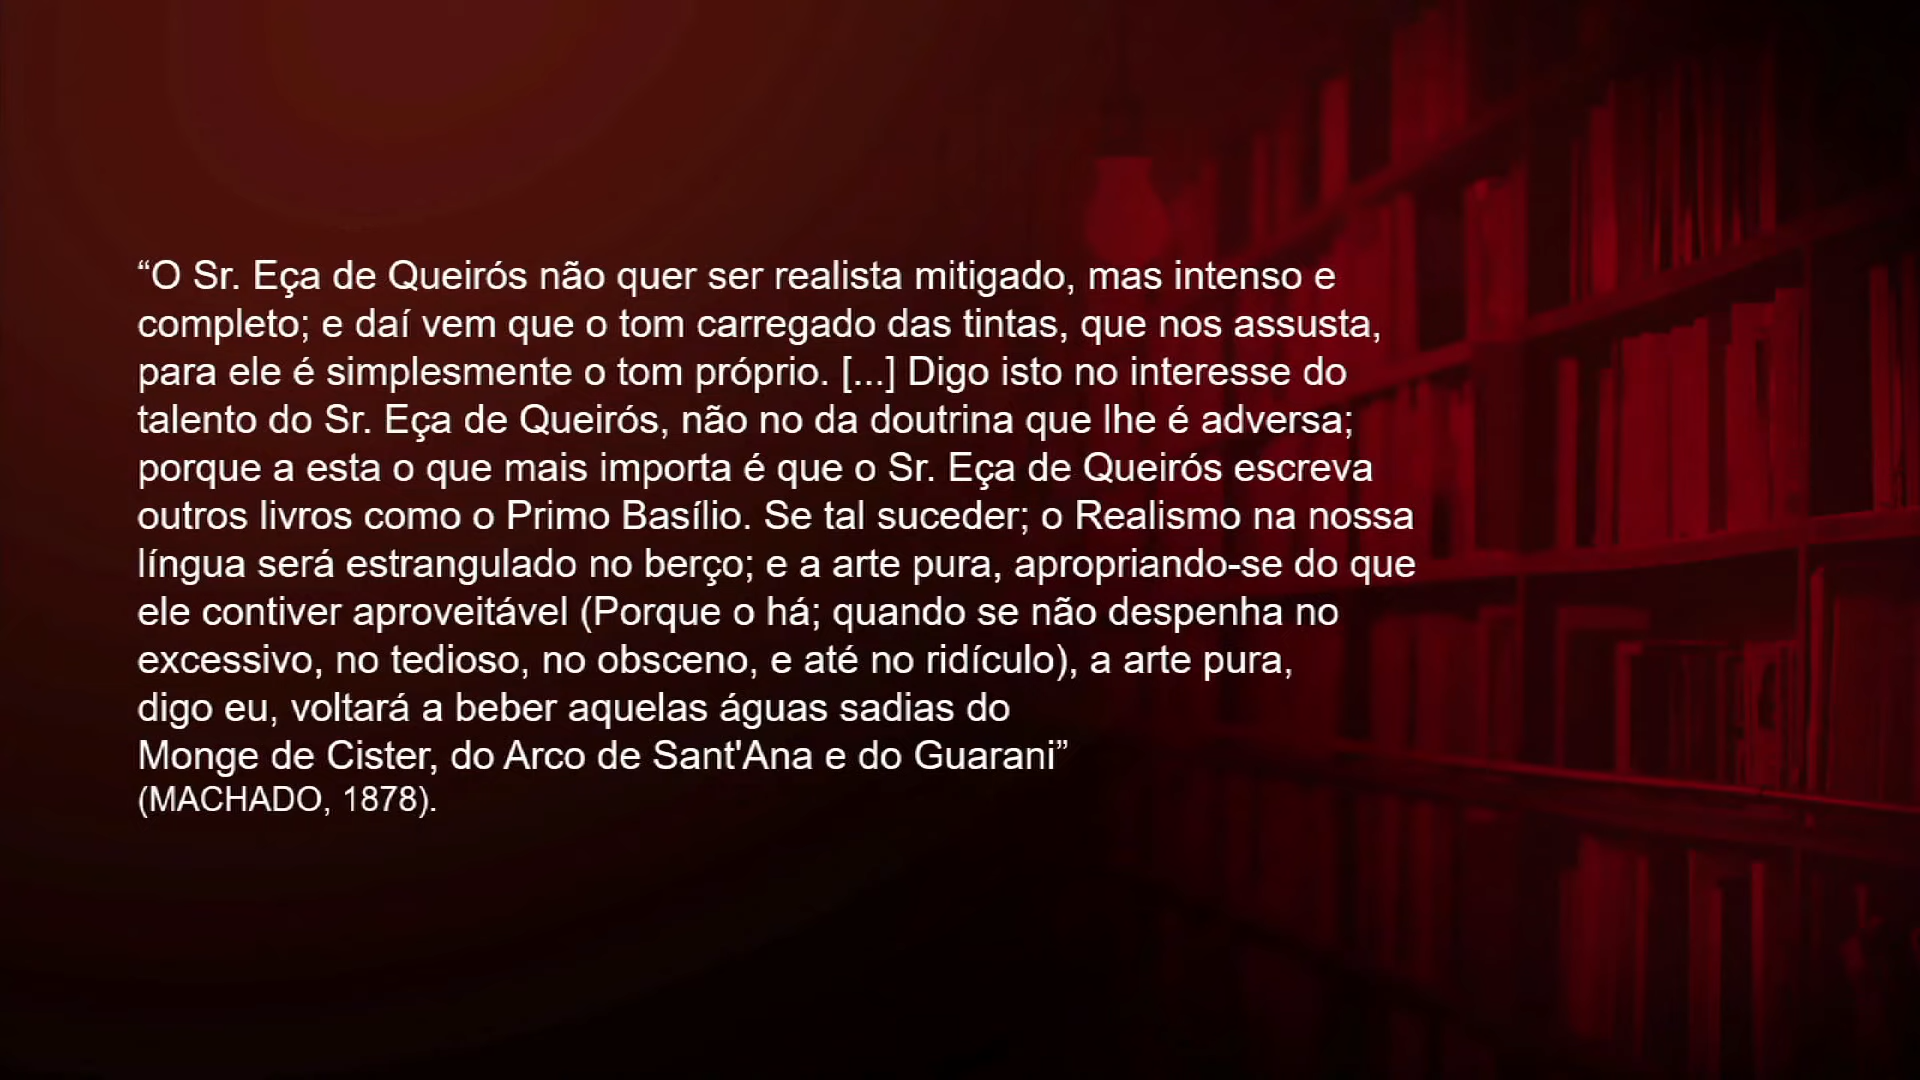 “O Sr. Eça de Queirós não quer ser realista mitigado, mas intenso e
completo; e daí vem que o tom carregado das tintas, que nos assusta,
para ele é simplesmente o tom próprio. [...] Digo isto no interesse do
talento do Sr. Eça de Queirós, não no da doutrina que lhe é adversa;
porque a esta o que mais importa é que o Sr. Eça de Queirós escreva
outros livros como o Primo Basílio. Se tal suceder; o Realismo na nossa
língua será estrangulado no berço; e a arte pura, apropriando-se do que
ele contiver aproveitável (Porque o há; quando se não despenha no
excessivo, no tedioso, no obsceno, e até no ridículo), a arte pura,
digo eu, voltará a beber aquelas águas sadias do
Monge de Cister, do Arco de Sant'Ana e do Guarani”
(MACHADO, 1878).